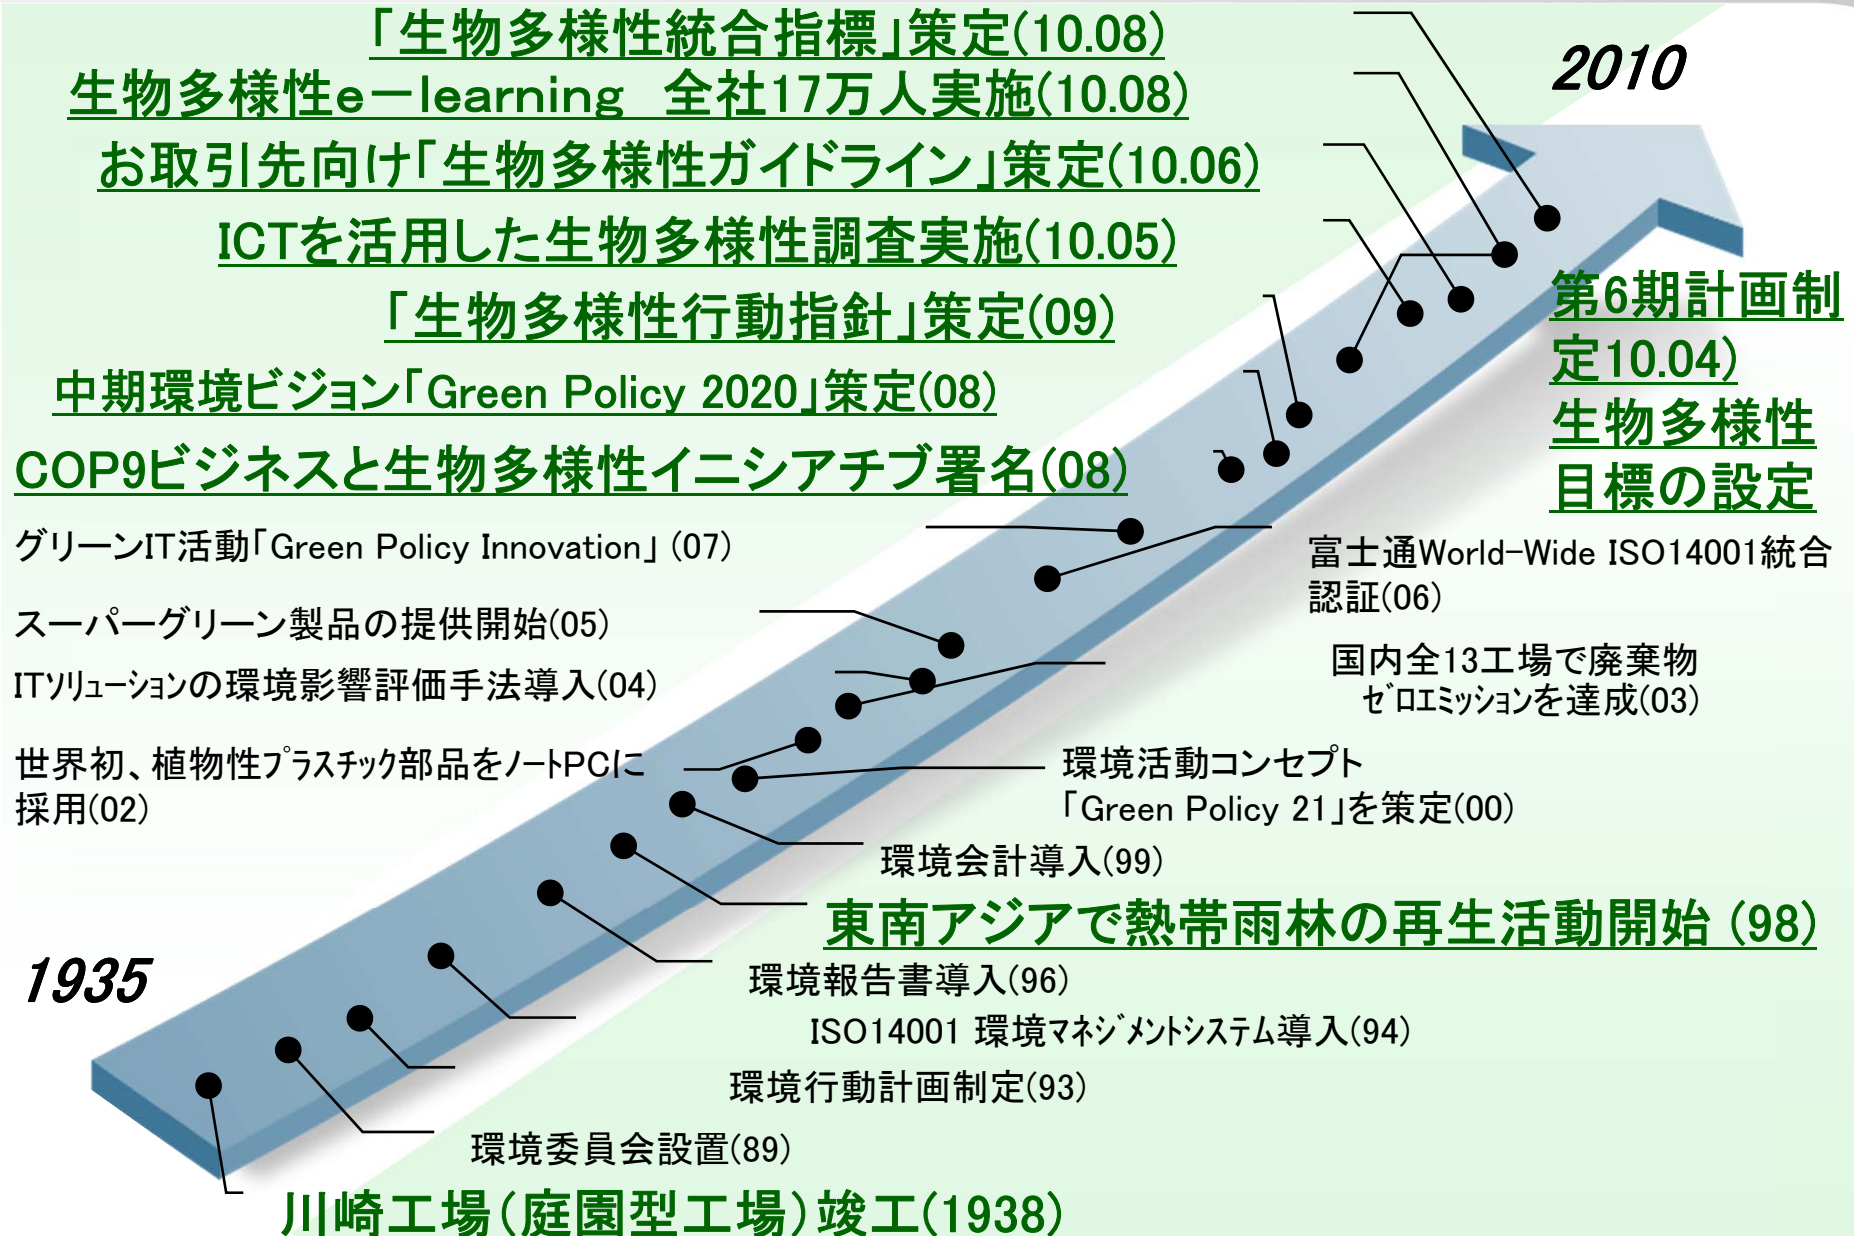 「生物多様性統合指標」策定(10.08)
生物多様性e-learning 全社17万人実施(10.08)
2010
お取引先向け「生物多様性ガイドライン」策定(10.06)
ICTを活用した生物多様性調査実施(10.05)
「生物多様性行動指針」策定(09)
第6期計画制
定10.04)
生物多様性
目標の設定
中期環境ビジョン「Green Policy 2020」策定(08)
COP9ビジネスと生物多様性イニシアチブ署名(08)
グリーンIT活動「Green Policy Innovation」(07)
富士通World-Wide ISO14001統合
認証(06)
スーパーグリーン製品の提供開始(05)
ITソリューションの環境影響評価手法導入(04)
国内全13工場で廃棄物
ゼロエミッションを達成(03)
世界初、植物性プラスチック部品をノートPCに
採用(02)
環境活動コンセプト
「Green Policy 21」を策定(00)
環境会計導入(99)
東南アジアで熱帯雨林の再生活動開始 (98)
1935
環境報告書導入(96)
ISO14001 環境マネジメントシステム導入(94)
環境行動計画制定(93)
環境委員会設置(89)
川崎工場(庭園型工場)竣工(1938)